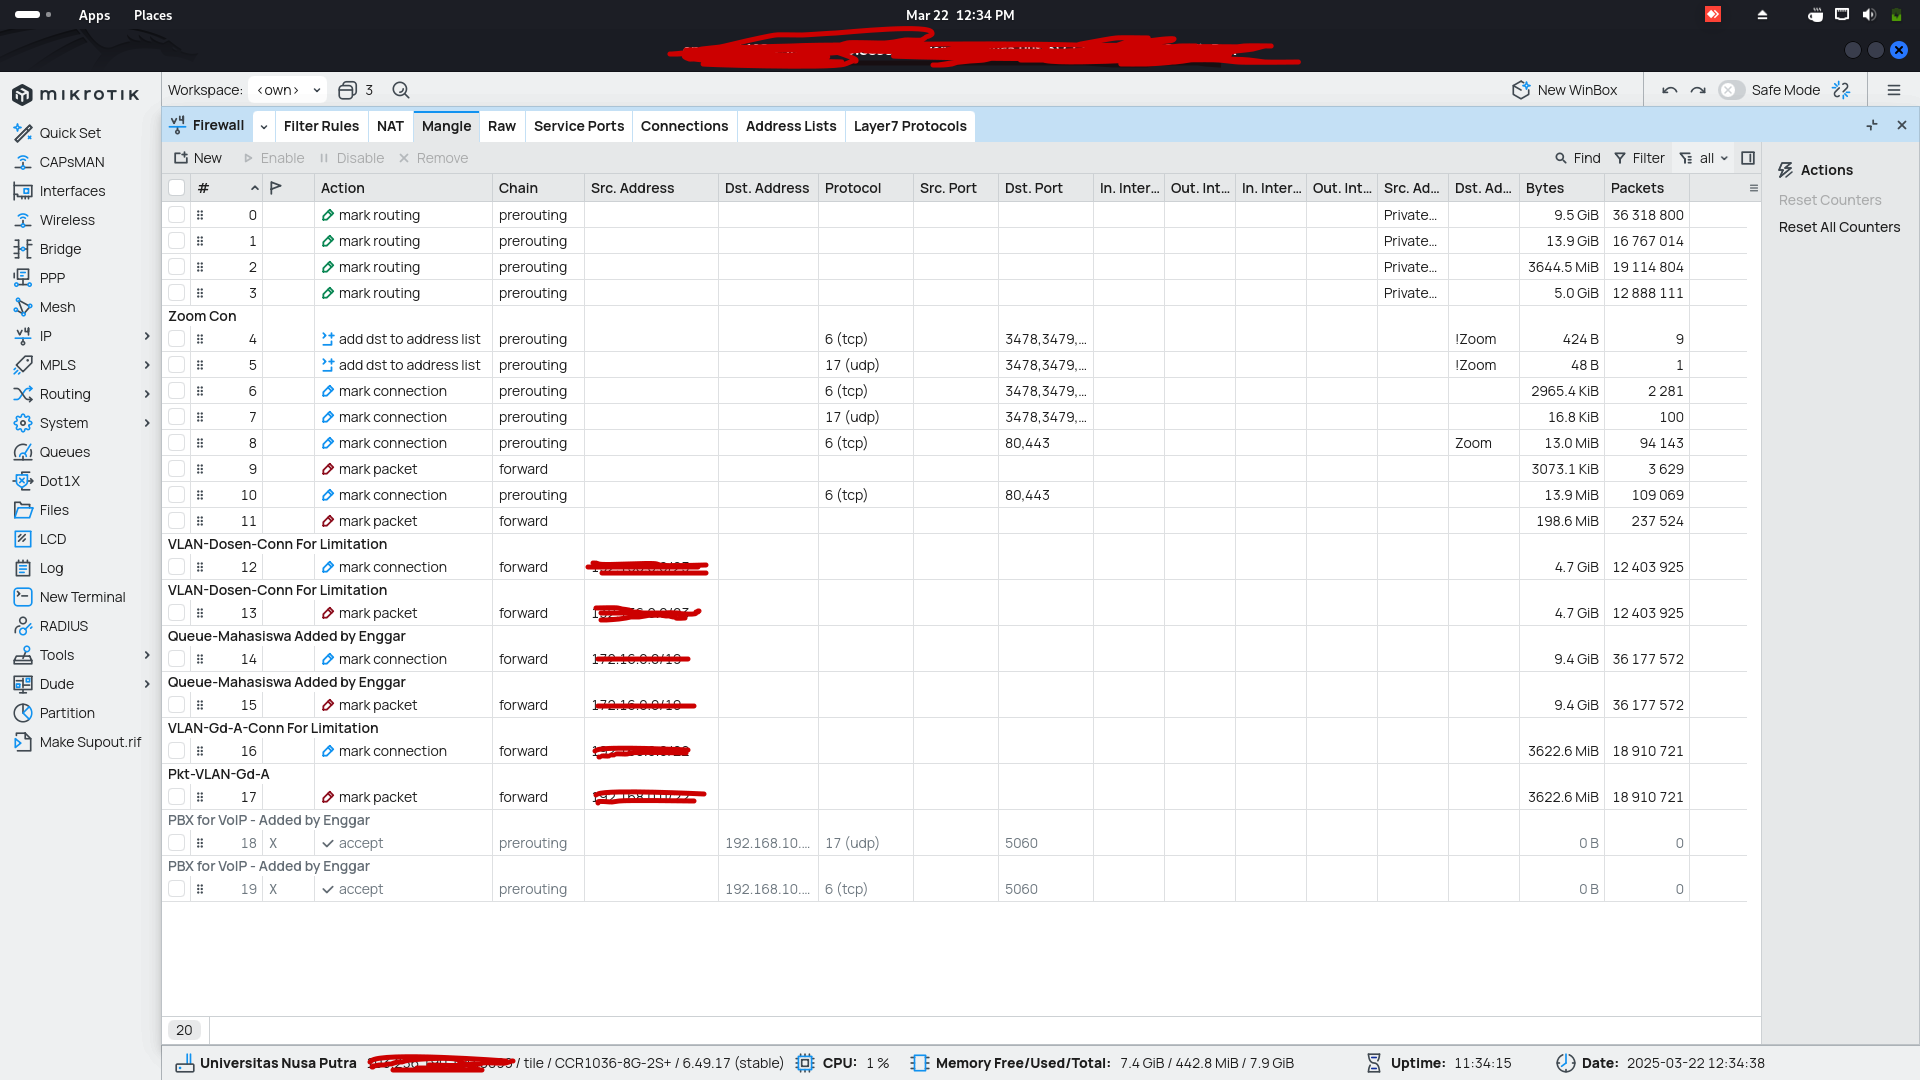 Apps Places Mar 22 12:34 PM
MIKROTIK Workspace: <own> 3 New WinBox Safe Mode
Quick Set
CAPsMAN
Interfaces
Wireless
Bridge
PPP
Mesh
IP
MPLS
Routing
System
Queues
Dot1X
Files
LCD
Log
New Terminal
RADIUS
Tools
Dude
Partition
Make Supout.rif
v4 Firewall Filter Rules NAT Mangle Raw Service Ports Connections Address Lists Layer7 Protocols
New Enable Disable Remove Find Filter all
# Action Chain Src. Address Dst. Address Protocol Src. Port Dst. Port In. Inter... Out. Int... In. Inter... Out. Int... Src. Ad... Dst. Ad... Bytes Packets
0 mark routing prerouting Private... 9.5 GiB 36 318 800
1 mark routing prerouting Private... 13.9 GiB 16 767 014
2 mark routing prerouting Private... 3644.5 MiB 19 114 804
3 mark routing prerouting Private... 5.0 GiB 12 888 111
Zoom Con
4 add dst to address list prerouting 6 (tcp) 3478,3479,... !Zoom 424 B 9
5 add dst to address list prerouting 17 (udp) 3478,3479,... !Zoom 48 B 1
6 mark connection prerouting 6 (tcp) 3478,3479,... 2965.4 KiB 2 281
7 mark connection prerouting 17 (udp) 3478,3479,... 16.8 KiB 100
8 mark connection prerouting 6 (tcp) 80,443 Zoom 13.0 MiB 94 143
9 mark packet forward 3073.1 KiB 3 629
10 mark connection prerouting 6 (tcp) 80,443 13.9 MiB 109 069
11 mark packet forward 198.6 MiB 237 524
VLAN-Dosen-Conn For Limitation
12 mark connection forward 4.7 GiB 12 403 925
VLAN-Dosen-Conn For Limitation
13 mark packet forward 4.7 GiB 12 403 925
Queue-Mahasiswa Added by Enggar
14 mark connection forward 9.4 GiB 36 177 572
Queue-Mahasiswa Added by Enggar
15 mark packet forward 9.4 GiB 36 177 572
VLAN-Gd-A-Conn For Limitation
16 mark connection forward 3622.6 MiB 18 910 721
Pkt-VLAN-Gd-A
17 mark packet forward 3622.6 MiB 18 910 721
PBX for VoIP - Added by Enggar
18 X accept prerouting 192.168.10.... 17 (udp) 5060 0 B 0
PBX for VoIP - Added by Enggar
19 X accept prerouting 192.168.10.... 6 (tcp) 5060 0 B 0
Actions
Reset Counters
Reset All Counters
20
Universitas Nusa Putra / tile / CCR1036-8G-2S+ / 6.49.17 (stable) CPU: 1 % Memory Free/Used/Total: 7.4 GiB / 442.8 MiB / 7.9 GiB Uptime: 11:34:15 Date: 2025-03-22 12:34:38